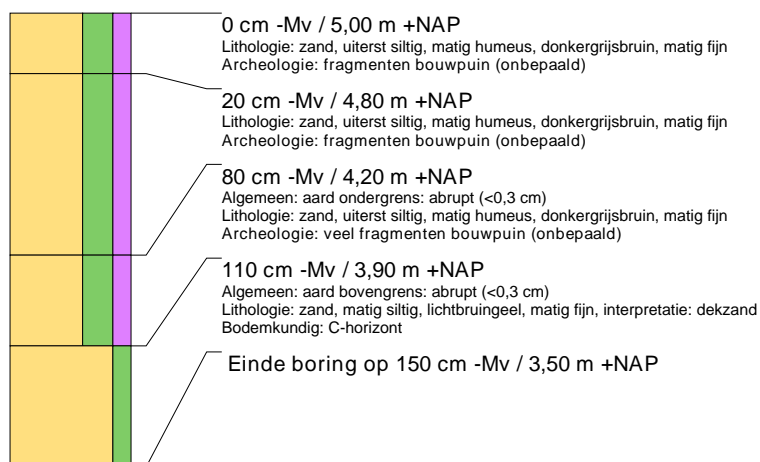 0 cm -Mv / 5,00 m +NAP
Lithologie: zand, uiterst siltig, matig humeus, donkergrijsbruin, matig fijn
Archeologie: fragmenten bouwpuin (onbepaald)
20 cm -Mv / 4,80 m +NAP
Lithologie: zand, uiterst siltig, matig humeus, donkergrijsbruin, matig fijn
Archeologie: fragmenten bouwpuin (onbepaald)
80 cm -Mv / 4,20 m +NAP
Algemeen: aard ondergrens: abrupt (<0,3 cm)
Lithologie: zand, uiterst siltig, matig humeus, donkergrijsbruin, matig fijn
Archeologie: veel fragmenten bouwpuin (onbepaald)
110 cm -Mv / 3,90 m +NAP
Algemeen: aard bovengrens: abrupt (<0,3 cm)
Lithologie: zand, matig siltig, lichtbruingeel, matig fijn, interpretatie: dekzand
Bodemkundig: C-horizont
Einde boring op 150 cm -Mv / 3,50 m +NAP